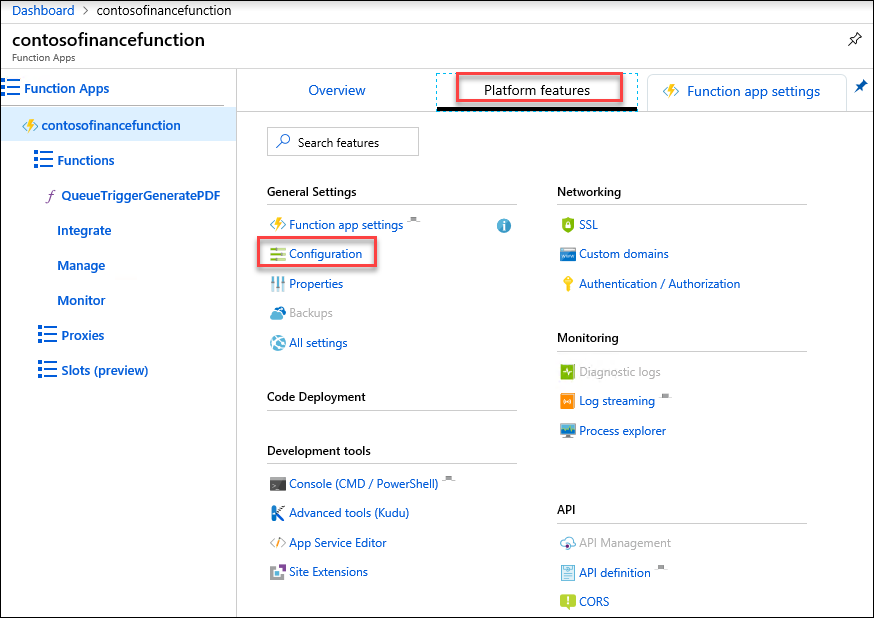 Dashboard > contosofinancefunction
contosofinancefunction
Function Apps
Function Apps
contosofinancefunction
Functions
f QueueTriggerGeneratePDF
Integrate
Manage
Monitor
Proxies
Slots (preview)
Overview
Platform features
Function app settings
Search features
General Settings
Function app settings
Configuration
Properties
Backups
All settings
Code Deployment
Development tools
Console (CMD / PowerShell)
Advanced tools (Kudu)
App Service Editor
Site Extensions
Networking
SSL
www Custom domains
Authentication / Authorization
Monitoring
Diagnostic logs
Log streaming
Process explorer
API
API Management
API definition
CORS